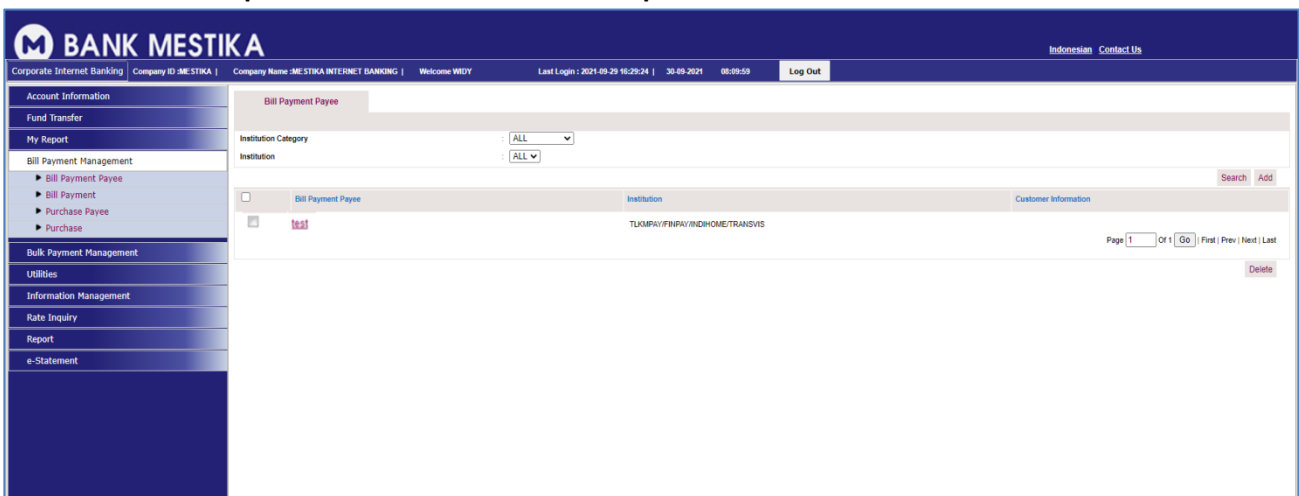 BANK MESTIKA
Indonesian Contact Us
Corporate Internet Banking Company ID :MESTIKA | Company Name :MESTIKA INTERNET BANKING | Welcome WIDY Last Login : 2021-09-29 16:29:24 | 30-09-2021 08:09:59 Log Out
Account Information
Fund Transfer
My Report
Bill Payment Management
Bill Payment Payee
Bill Payment
Purchase Payee
Purchase
Bulk Payment Management
Utilities
Information Management
Rate Inquiry
Report
e-Statement
Bill Payment Payee
Institution Category : ALL
Institution : ALL
Search Add
Bill Payment Payee Institution Customer Information
test TLKMPAY/FINPAY/INDIHOME/TRANSVIS
Page 1 Of 1 Go | First | Prev | Next | Last
Delete